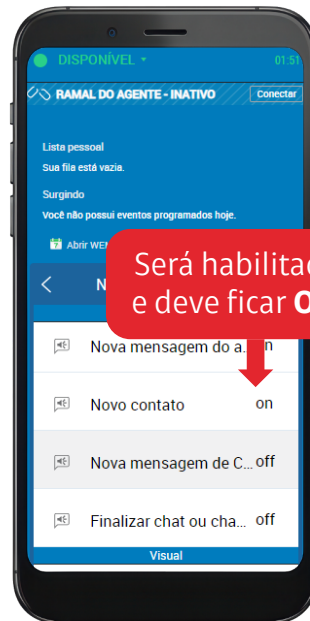 DISPONÍVEL
01:51
RAMAL DO AGENTE - INATIVO
Conectar
Lista pessoal
Sua fila está vazia.
Surgindo
Você não possui eventos programados hoje.
Abrir WE
Será habilitad
e deve ficar O
N
Nova mensagem do a...
n
Novo contato on
Nova mensagem de C... off
Finalizar chat ou cha... off
Visual